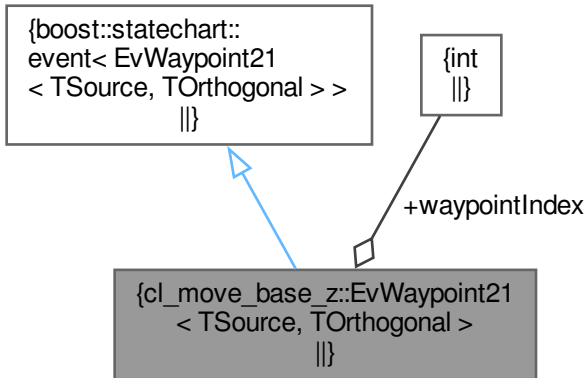 {boost::statechart::
event< EvWaypoint21
< TSource, TOrthogonal > >
||}
{int
||}
+waypointIndex
{cl_move_base_z::EvWaypoint21
< TSource, TOrthogonal >
||}